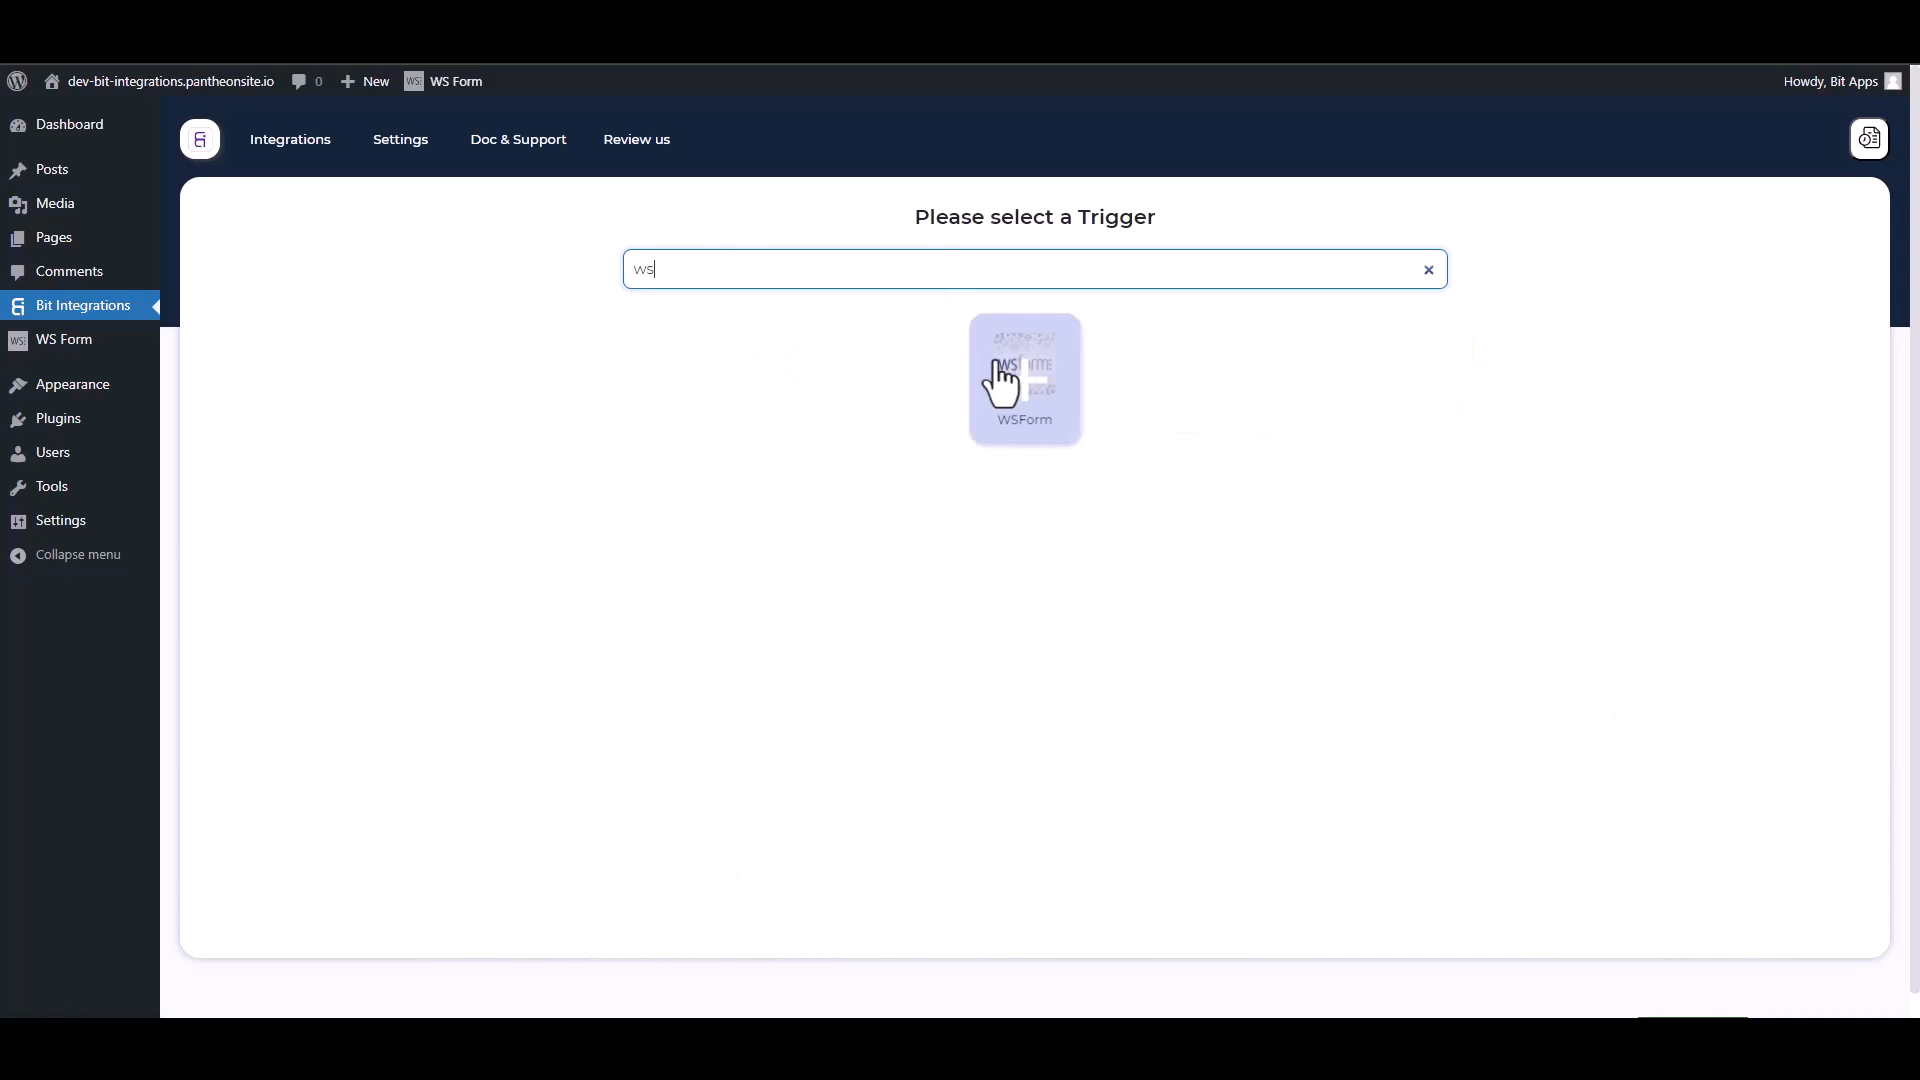 dev-bit-integrations.pantheonsite.io
0
New
WS Form
Howdy, Bit Apps
Dashboard
Posts
Media
Pages
Comments
Bit Integrations
WS Form
Appearance
Plugins
Users
Tools
Settings
Collapse menu
Integrations
Settings
Doc & Support
Review us
Please select a Trigger
ws
WSForm